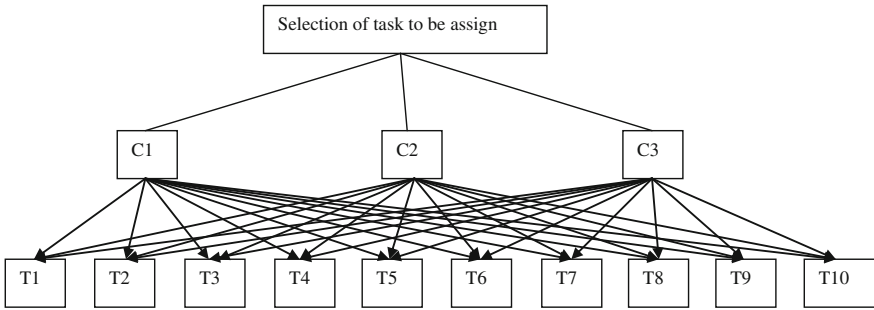 Selection of task to be assign
C1 C2 C3
T1 T2 T3 T4 T5 T6 T7 T8 T9 T10